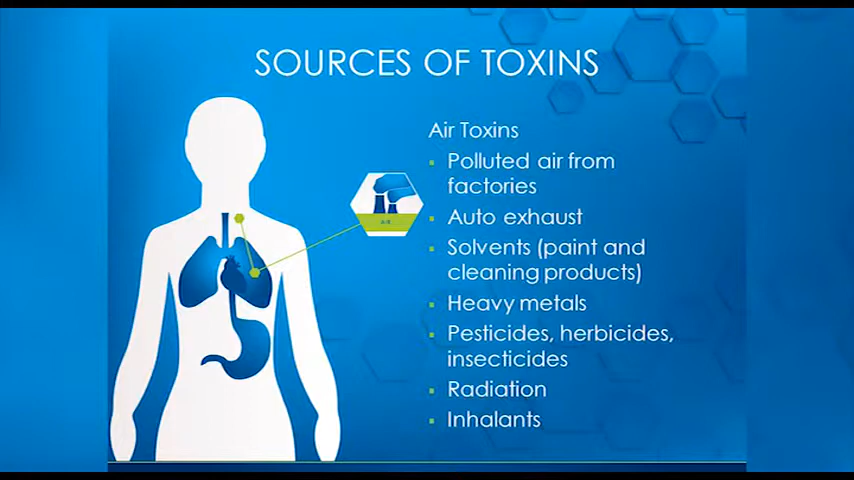 SOURCES OF TOXINS
Air Toxins
Polluted air from
factories
Auto exhaust
Solvents (paint and
cleaning products)
Heavy metals
Pesticides, herbicides,
insecticides
Radiation
Inhalants